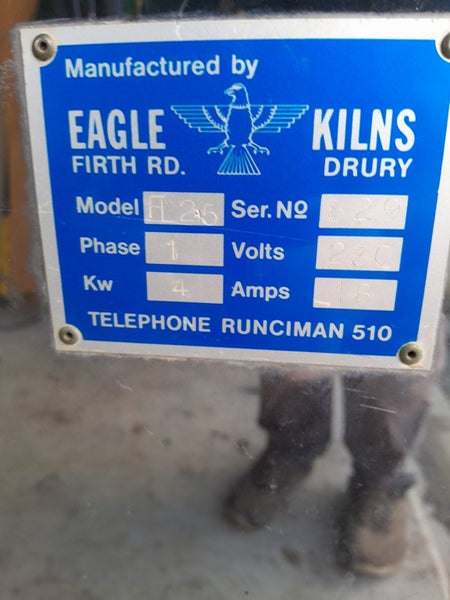 Manufactured by
EAGLE KILNS
FIRTH RD. DRURY
Model Ser. Nº
Phase 1 Volts 230
Kw 4 Amps
TELEPHONE RUNCIMAN 510